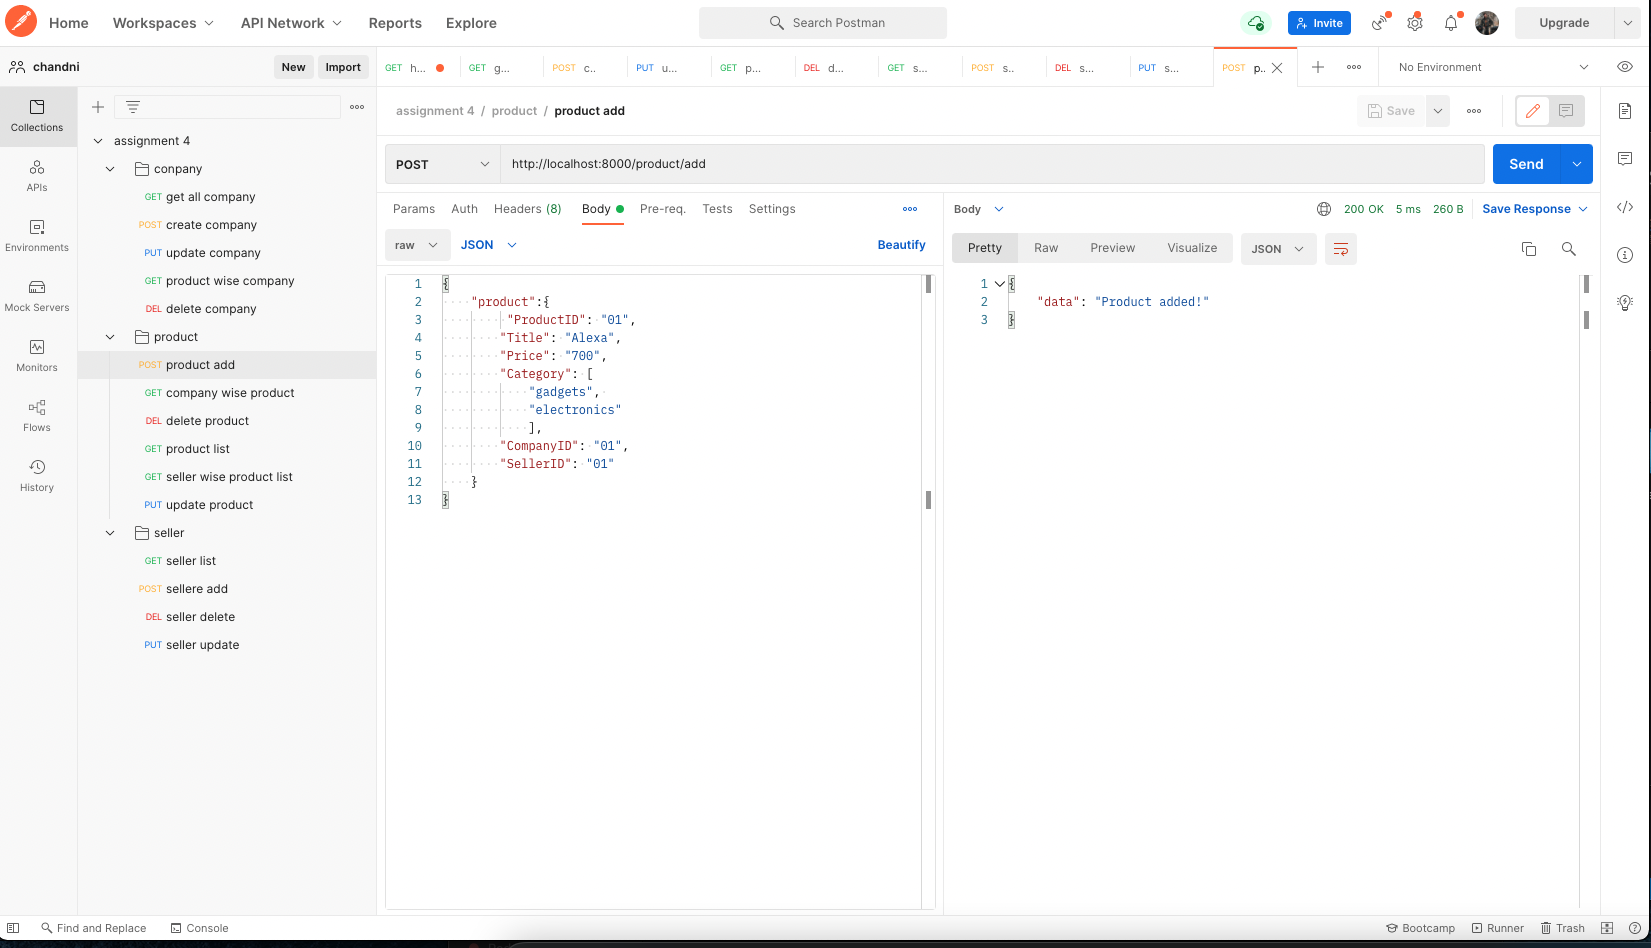 Home Workspaces API Network Reports Explore Search Postman Invite Upgrade
chandni New Import
GET h... GET g... POST c.. PUT u... GET p... DEL d... GET s... POST s.. DEL s... PUT s... POST p.. No Environment
Collections
APIs
Environments
Mock Servers
Monitors
Flows
History
assignment 4
conpany
GET get all company
POST create company
PUT update company
GET product wise company
DEL delete company
product
POST product add
GET company wise product
DEL delete product
GET product list
GET seller wise product list
PUT update product
seller
GET seller list
POST sellere add
DEL seller delete
PUT seller update
assignment 4 / product / product add Save
POST http://localhost:8000/product/add Send
Params Auth Headers (8) Body Pre-req. Tests Settings
raw JSON Beautify
1 {
2 "product":{
3 "ProductID": "01",
4 "Title": "Alexa",
5 "Price": "700",
6 "Category": [
7 "gadgets",
8 "electronics"
9 ],
10 "CompanyID": "01",
11 "SellerID": "01"
12 }
13 }
Body 200 OK 5 ms 260 B Save Response
Pretty Raw Preview Visualize JSON
1 {
2 "data": "Product added!"
3 }
Find and Replace Console Bootcamp Runner Trash